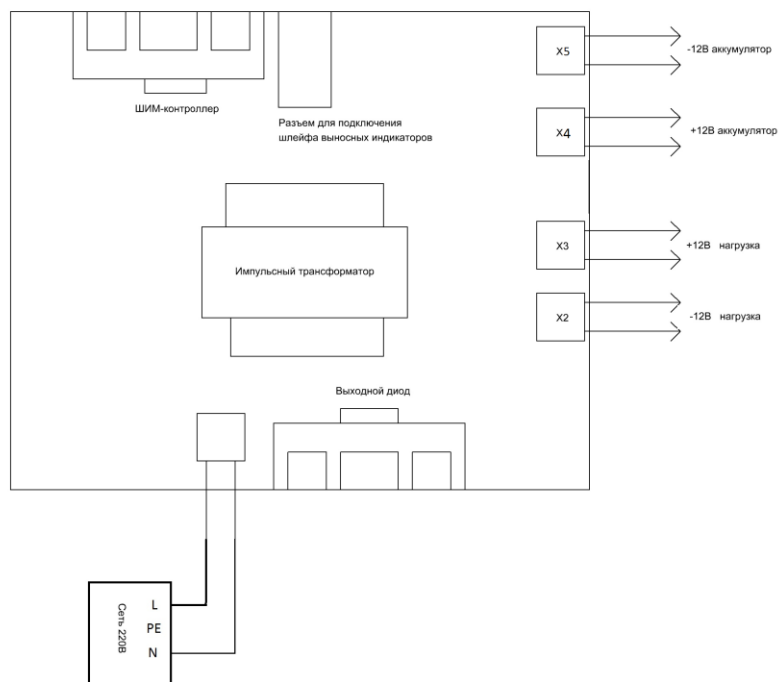 X5
-12В аккумулятор
ШИМ-контроллер
Разъем для подключения
шлейфа выносных индикаторов
X4
+12В аккумулятор
X3
+12В нагрузка
Импульсный трансформатор
X2
-12В нагрузка
Выходной диод
Сеть 220В
L
PE
N